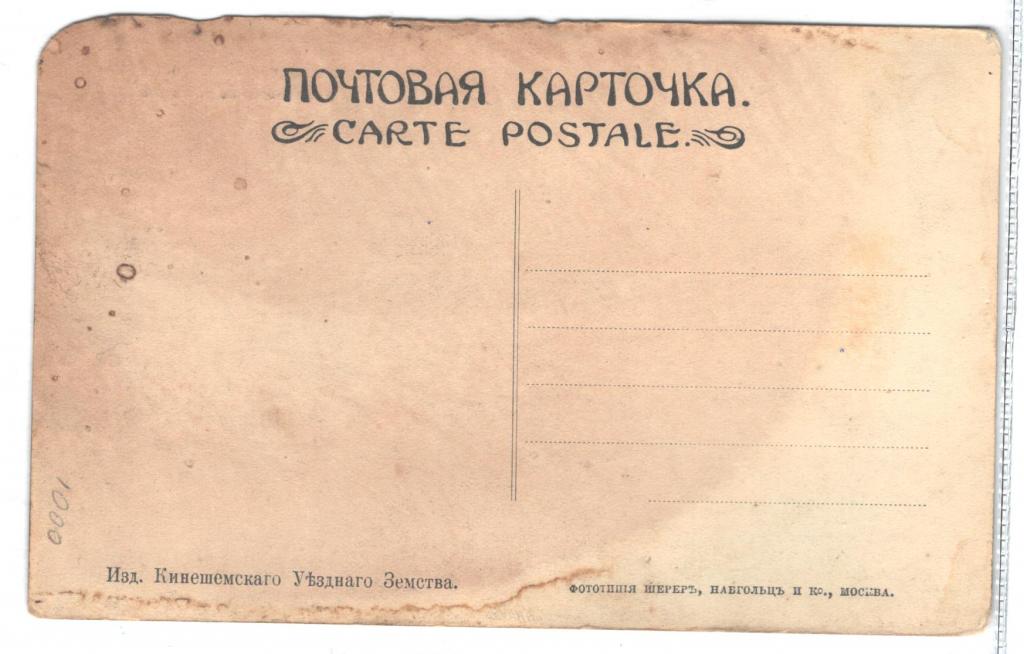 ПОЧТОВАЯ КАРТОЧКА.
CARTE POSTALE.
1000
Изд. Кинешемскаго Уѣзднаго Земства.
ФОТОТИПІЯ ШЕРЕРЪ, НАБГОЛЬЦЪ И Ко., МОСКВА.